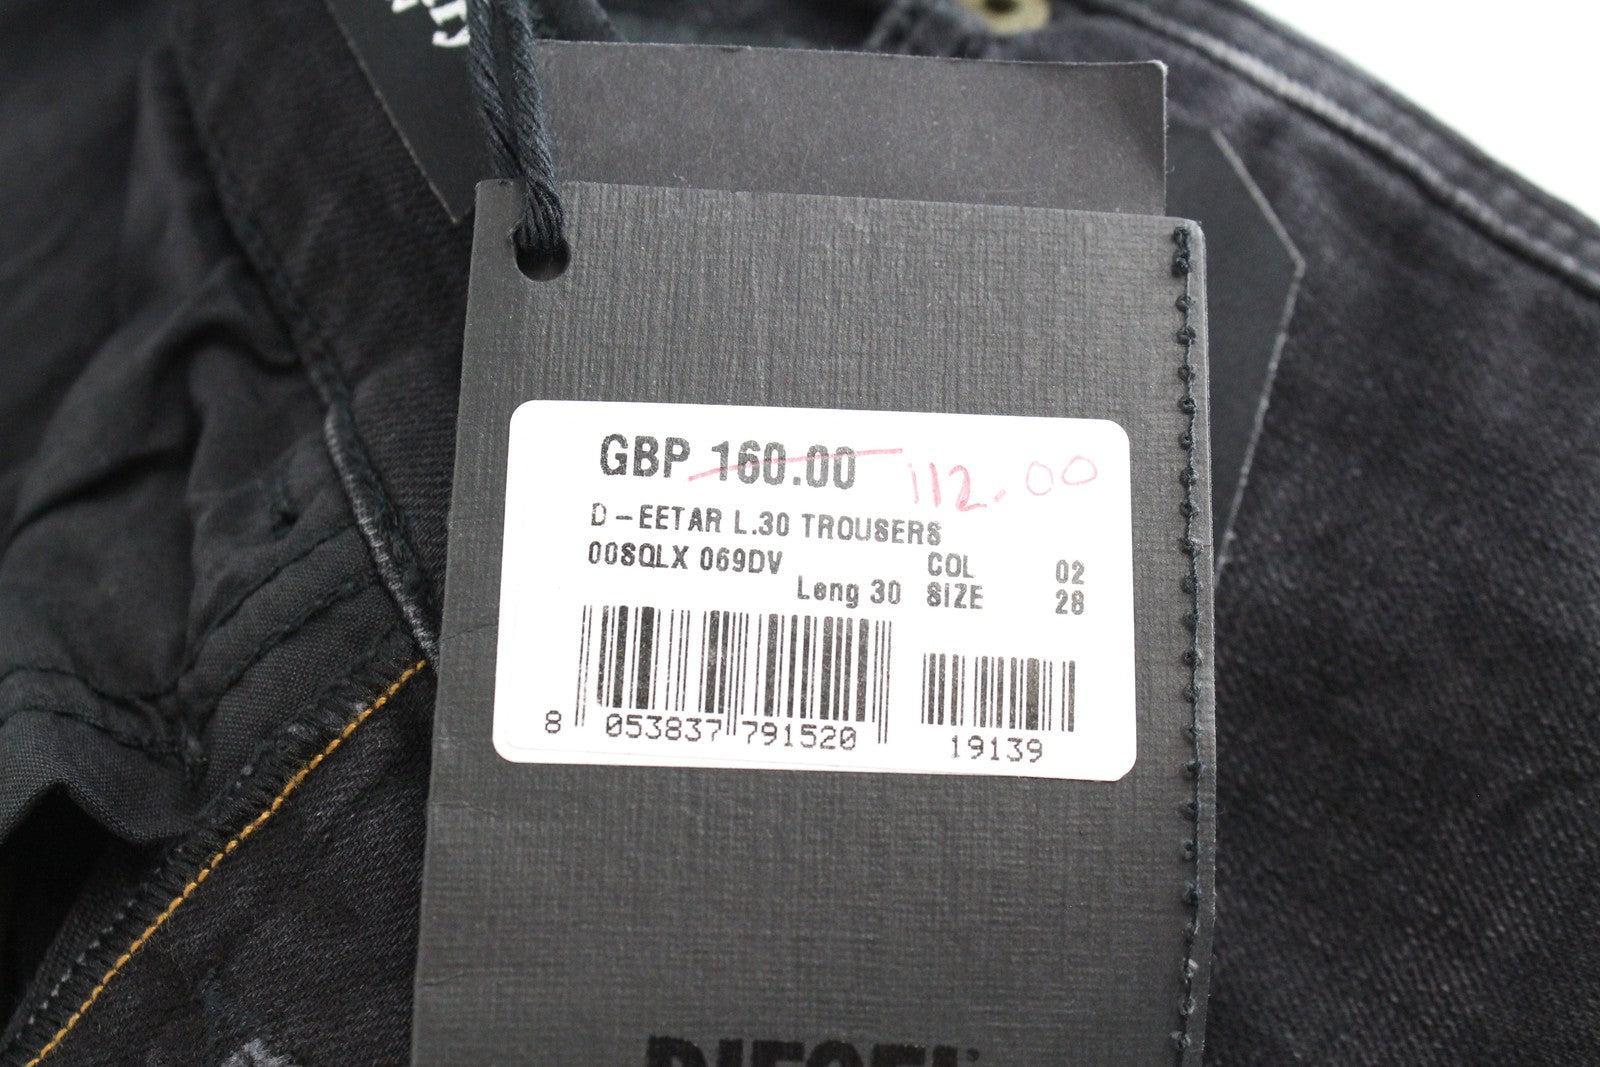 GBP 160.00 112.00
D-EETAR L.30 TROUSERS
00SQLX 069DV COL 02
Leng 30 SIZE 28
8 053837 791520
19139
DIESEL